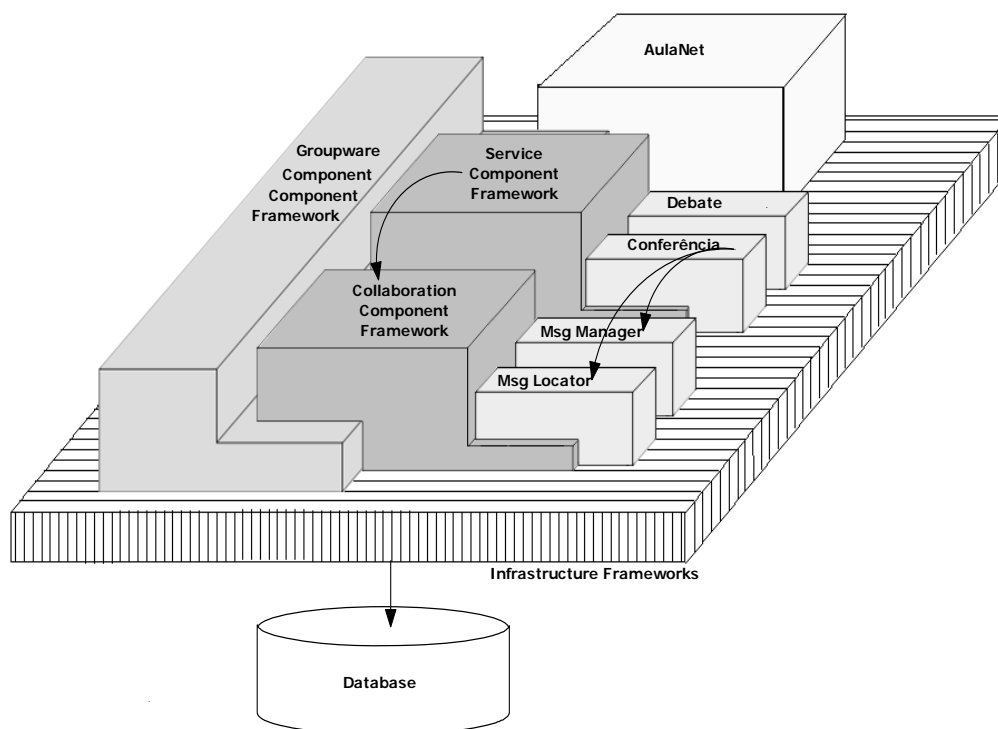 AulaNet
Groupware
Component
Component
Framework
Service
Component
Framework
Debate
Conferência
Collaboration
Component
Framework
Msg Manager
Msg Locator
Infrastructure Frameworks
Database